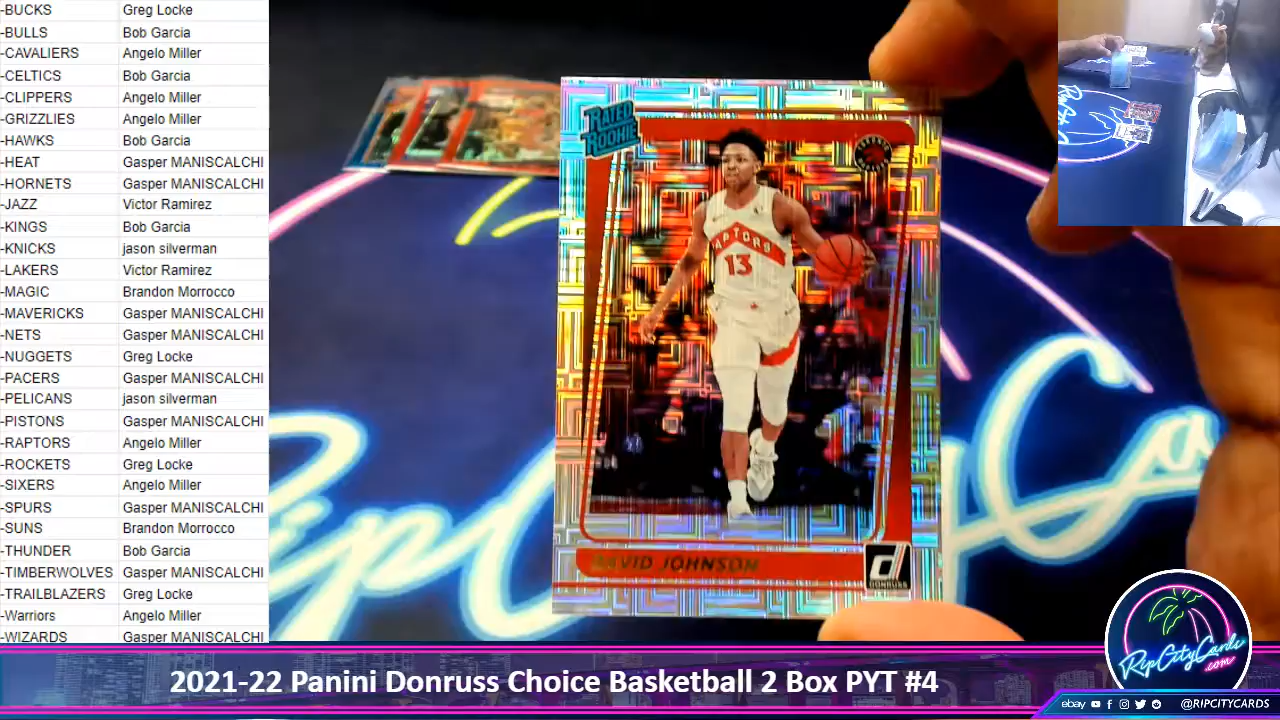 -BUCKS Greg Locke
-BULLS Bob Garcia
-CAVALIERS Angelo Miller
-CELTICS Bob Garcia
-CLIPPERS Angelo Miller
-GRIZZLIES Angelo Miller
-HAWKS Bob Garcia
-HEAT Gasper MANISCALCHI
-HORNETS Gasper MANISCALCHI
-JAZZ Victor Ramirez
-KINGS Bob Garcia
-KNICKS jason silverman
-LAKERS Victor Ramirez
-MAGIC Brandon Morrocco
-MAVERICKS Gasper MANISCALCHI
-NETS Gasper MANISCALCHI
-NUGGETS Greg Locke
-PACERS Gasper MANISCALCHI
-PELICANS jason silverman
-PISTONS Gasper MANISCALCHI
-RAPTORS Angelo Miller
-ROCKETS Greg Locke
-SIXERS Angelo Miller
-SPURS Gasper MANISCALCHI
-SUNS Brandon Morrocco
-THUNDER Bob Garcia
-TIMBERWOLVES Gasper MANISCALCHI
-TRAILBLAZERS Greg Locke
-Warriors Angelo Miller
-WIZARDS Gasper MANISCALCHI
RATED
ROOKIE
RAPTORS
13
DAVID JOHNSON
d
DONRUSS
RipCityCards
.com
2021-22 Panini Donruss Choice Basketball 2 Box PYT #4
ebay @RIPCITYCARDS